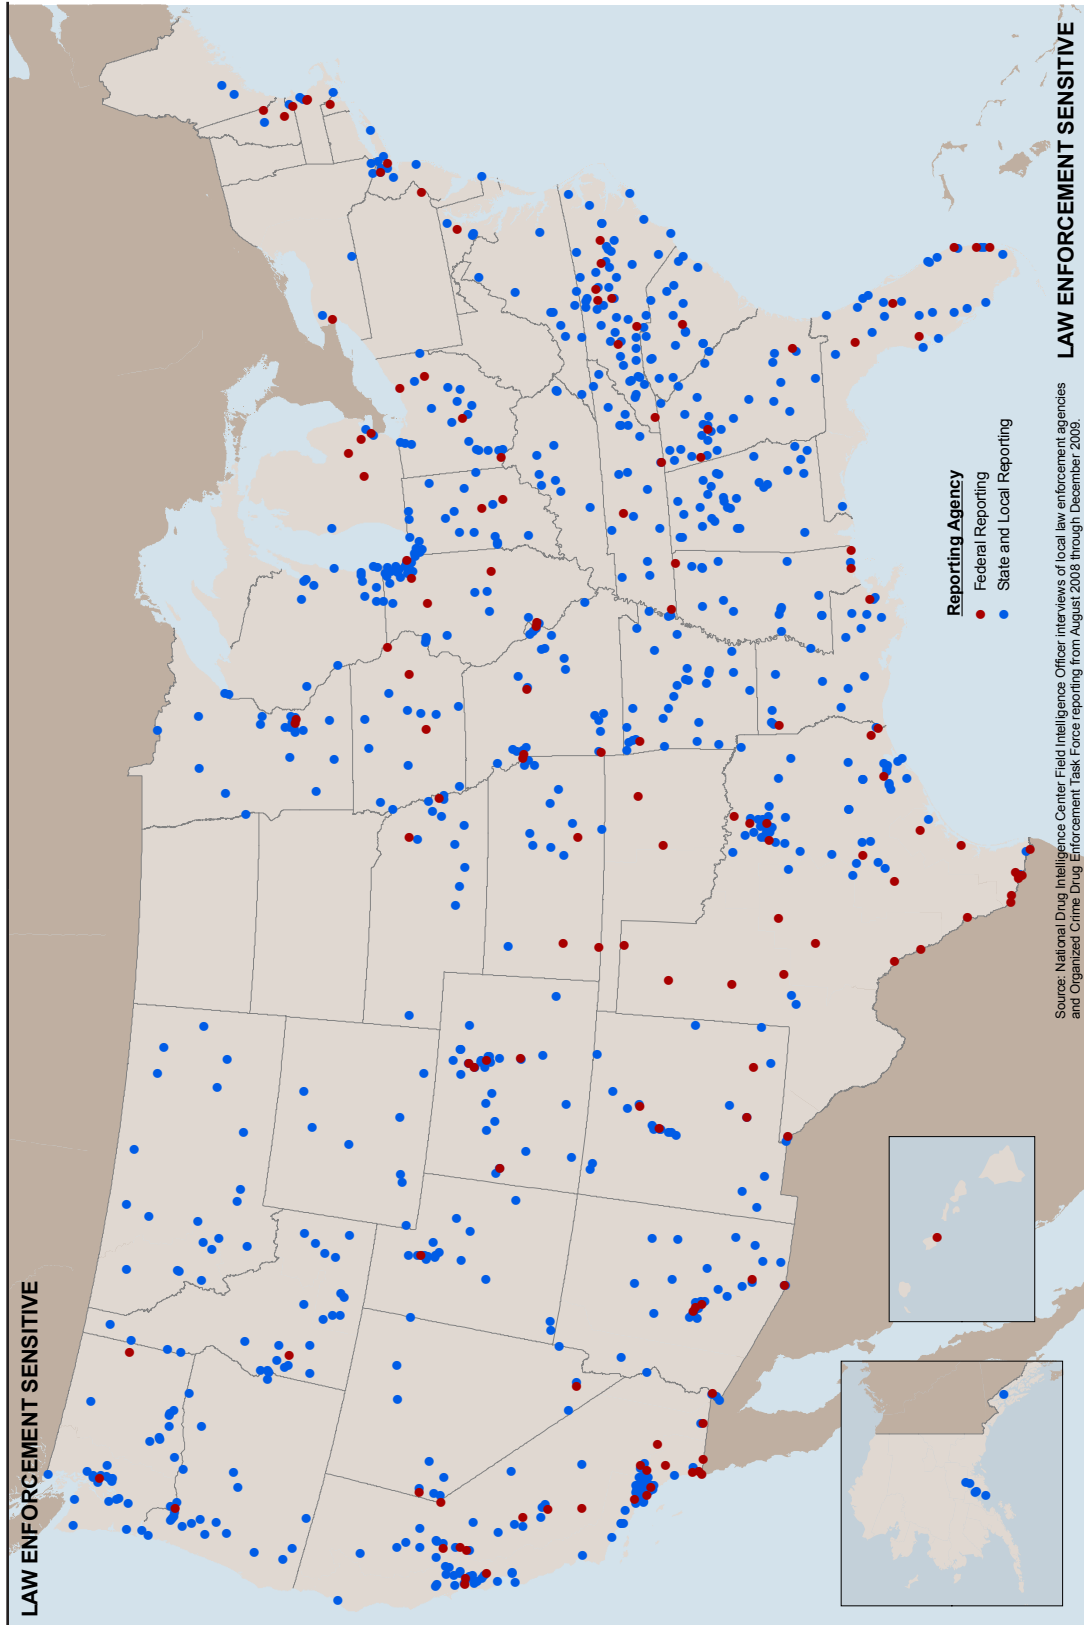 LAW ENFORCEMENT SENSITIVE
Reporting Agency
Federal Reporting
State and Local Reporting
Source: National Drug Intelligence Center Field Intelligence Officer interviews of local law enforcement agencies
and Organized Crime Drug Enforcement Task Force reporting from August 2008 through December 2009.
LAW ENFORCEMENT SENSITIVE